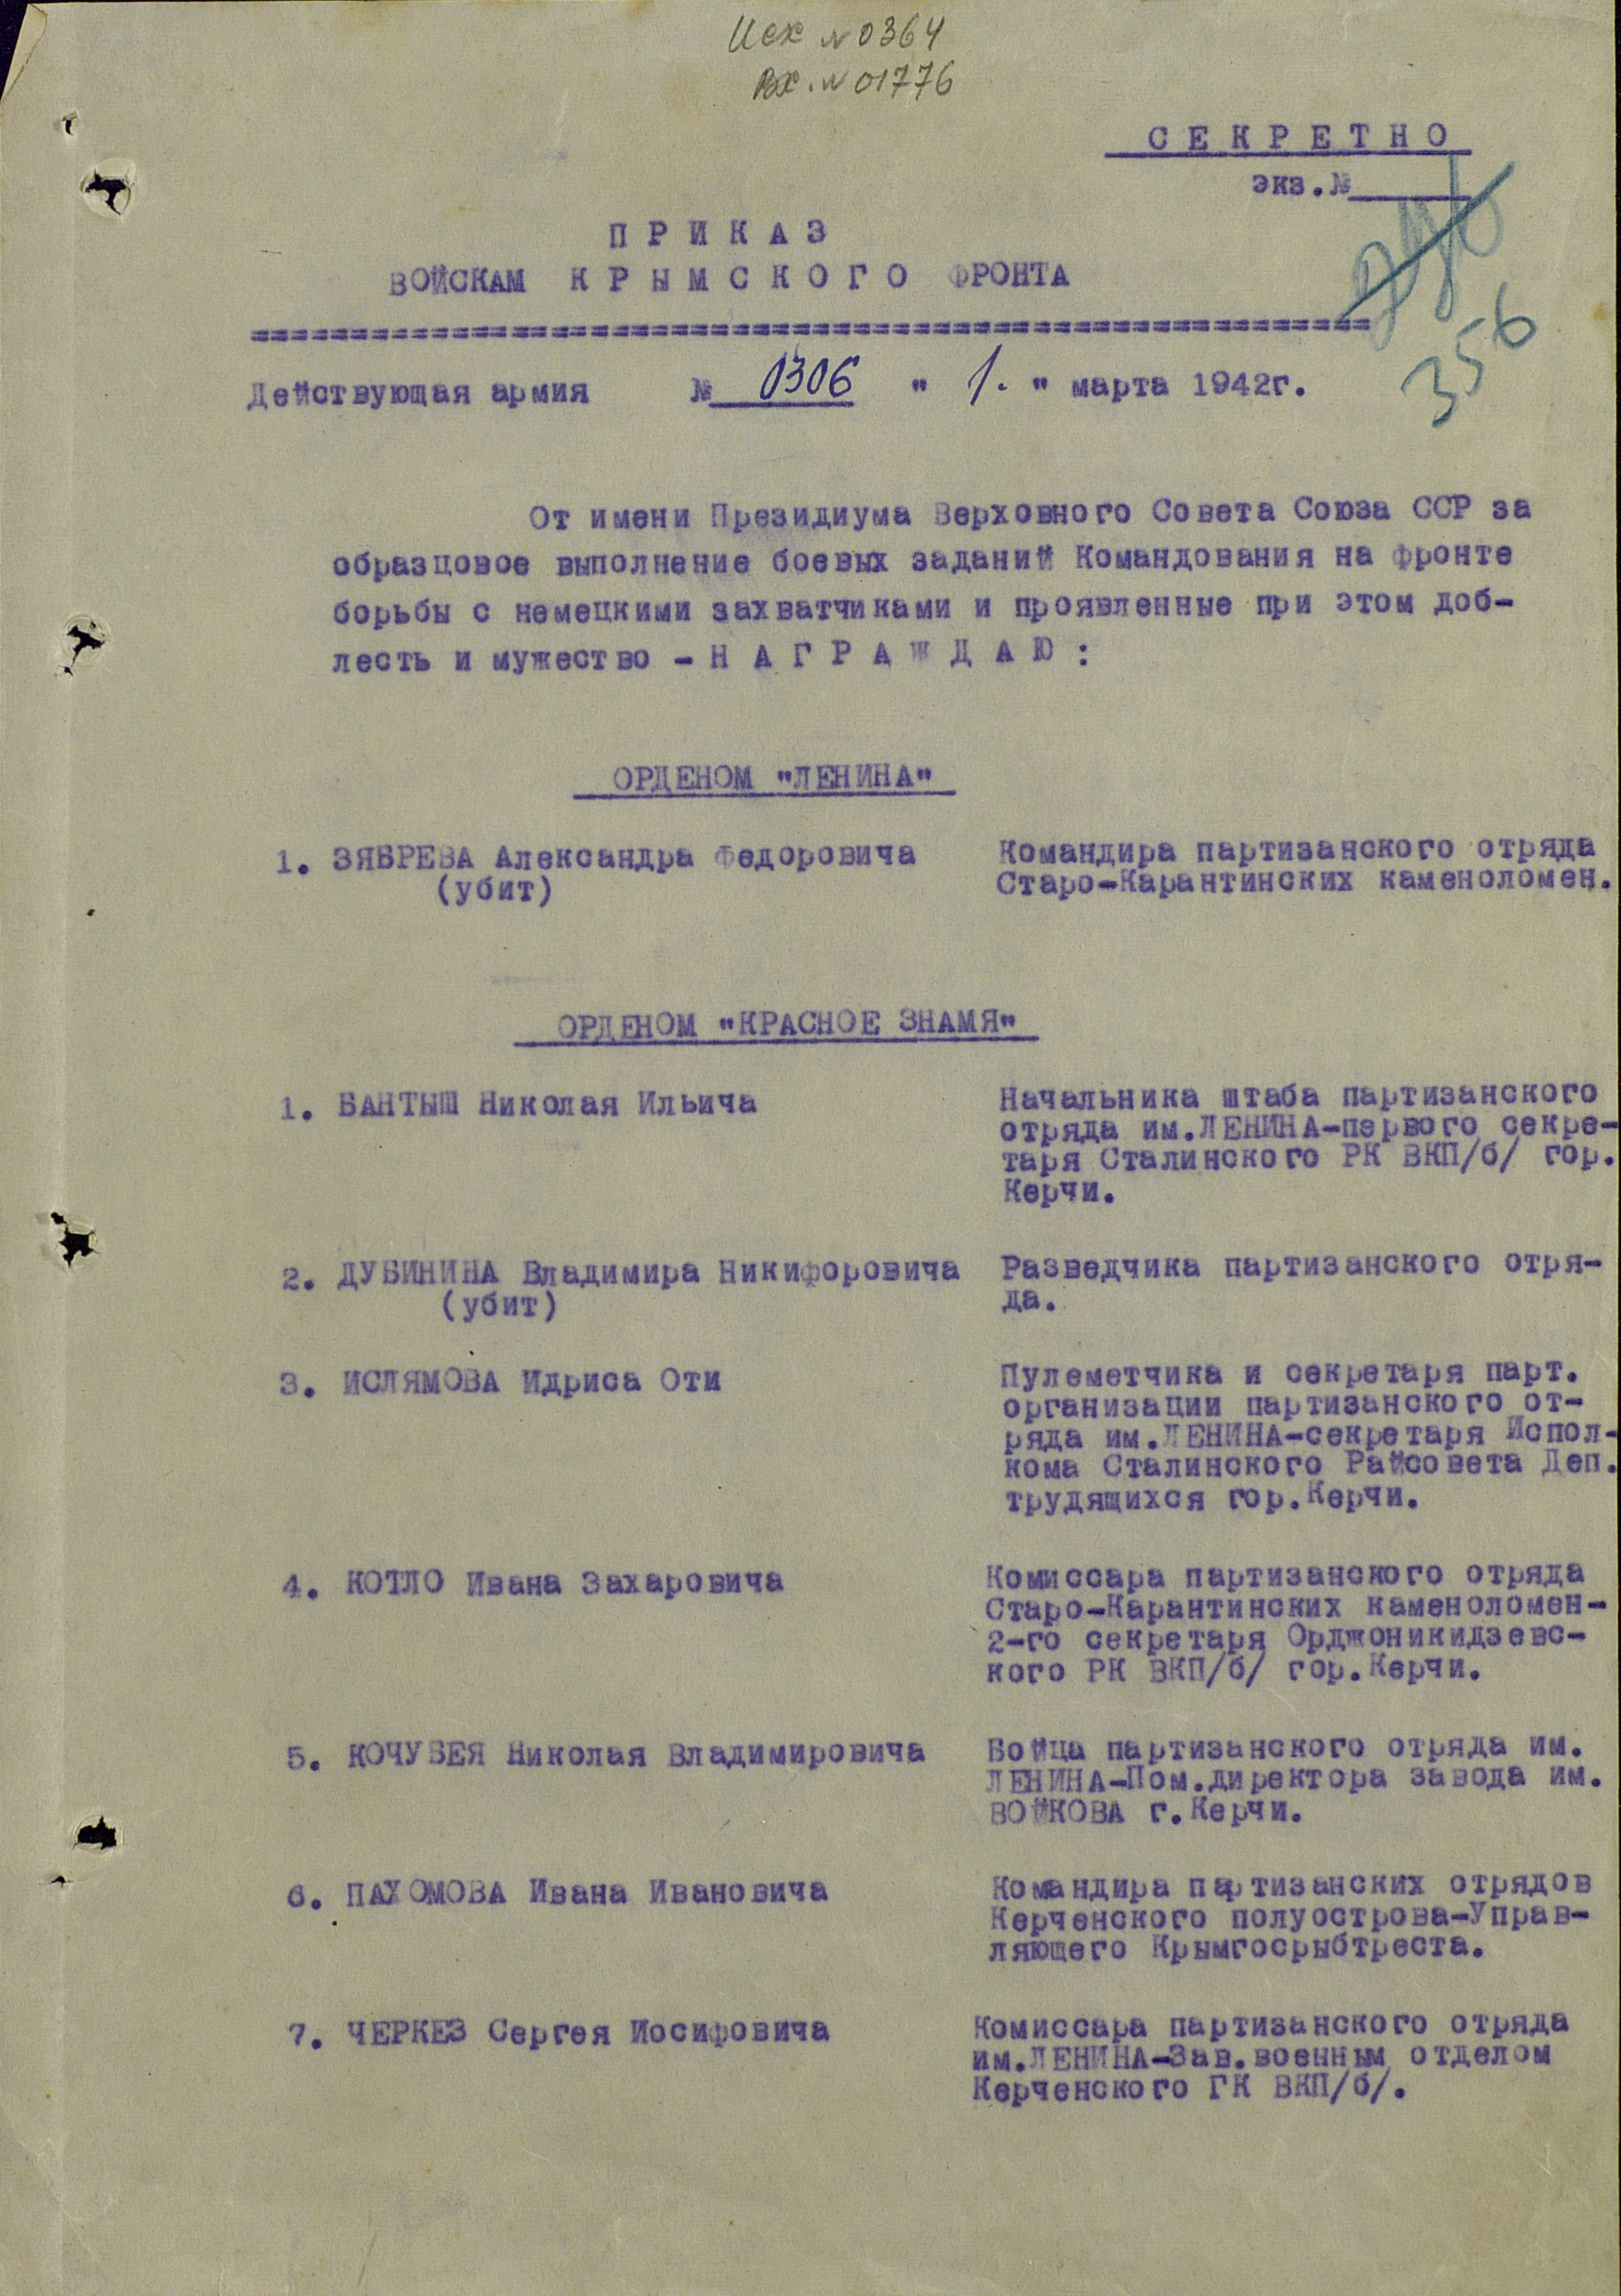 Исх №0364
Вх. №01776
СЕКРЕТНО
экз.№
ПРИКАЗ
ВОЙСКАМ КРЫМСКОГО ФРОНТА
Действующая армия № 0306 " 1. " марта 1942г.
356
От имени Президиума Верховного Совета Союза ССР за
образцовое выполнение боевых заданий Командования на фронте
борьбы с немецкими захватчиками и проявленные при этом доб-
лесть и мужество - НАГРАЖДАЮ:
ОРДЕНОМ "ЛЕНИНА"
1. ЗЯБРЕВА Александра Федоровича
(убит)
Командира партизанского отряда
Старо-Карантинских каменоломен.
ОРДЕНОМ "КРАСНОЕ ЗНАМЯ"
1. БАНТЫШ Николая Ильича
Начальника штаба партизанского
отряда им.ЛЕНИНА-первого секре-
таря Сталинского РК ВКП/б/ гор.
Керчи.
2. ДУБИНИНА Владимира Никифоровича
(убит)
Разведчика партизанского отря-
да.
3. ИСЛЯМОВА Идриса Оти
Пулеметчика и секретаря парт.
организации партизанского от-
ряда им.ЛЕНИНА-секретаря Испол-
кома Сталинского Райсовета Деп.
трудящихся гор.Керчи.
4. КОТЛО Ивана Захаровича
Комиссара партизанского отряда
Старо-Карантинских каменоломен-
2-го секретаря Орджоникидзевс-
кого РК ВКП/б/ гор.Керчи.
5. КОЧУБЕЯ Николая Владимировича
Бойца партизанского отряда им.
ЛЕНИНА-Пом.директора завода им.
ВОЙКОВА г.Керчи.
6. ПАХОМОВА Ивана Ивановича
Командира партизанских отрядов
Керченского полуострова-Управ-
ляющего Крымгосрыбтреста.
7. ЧЕРКЕЗ Сергея Иосифовича
Комиссара партизанского отряда
им.ЛЕНИНА-Зав.военным отделом
Керченского ГК ВКП/б/.